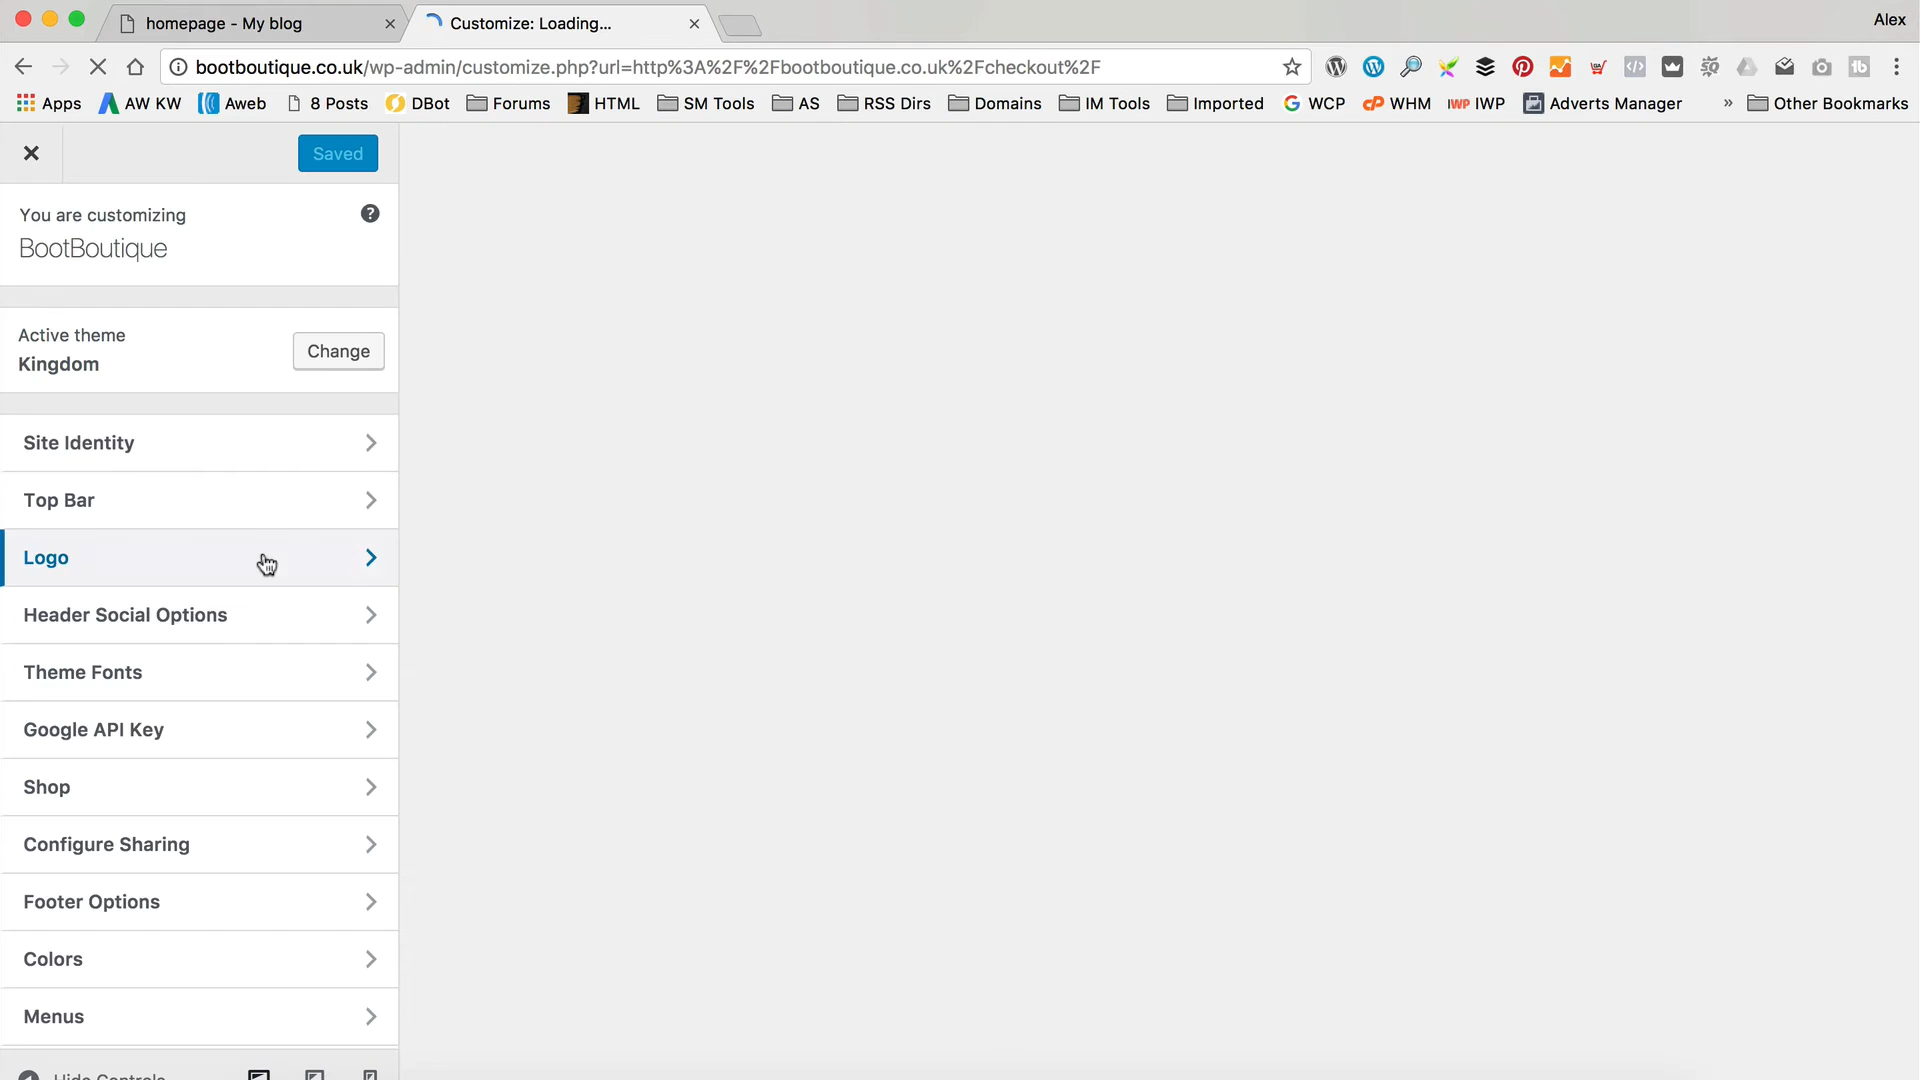 homepage - My blog
Customize: Loading...
Alex
bootboutique.co.uk/wp-admin/customize.php?url=http%3A%2F%2Fbootboutique.co.uk%2Fcheckout%2F
Apps AW KW Aweb 8 Posts DBot Forums HTML SM Tools AS RSS Dirs Domains IM Tools Imported WCP WHM IWP Adverts Manager » Other Bookmarks
Saved
You are customizing
BootBoutique
Active theme
Kingdom
Change
Site Identity
Top Bar
Logo
Header Social Options
Theme Fonts
Google API Key
Shop
Configure Sharing
Footer Options
Colors
Menus
Hide Controls